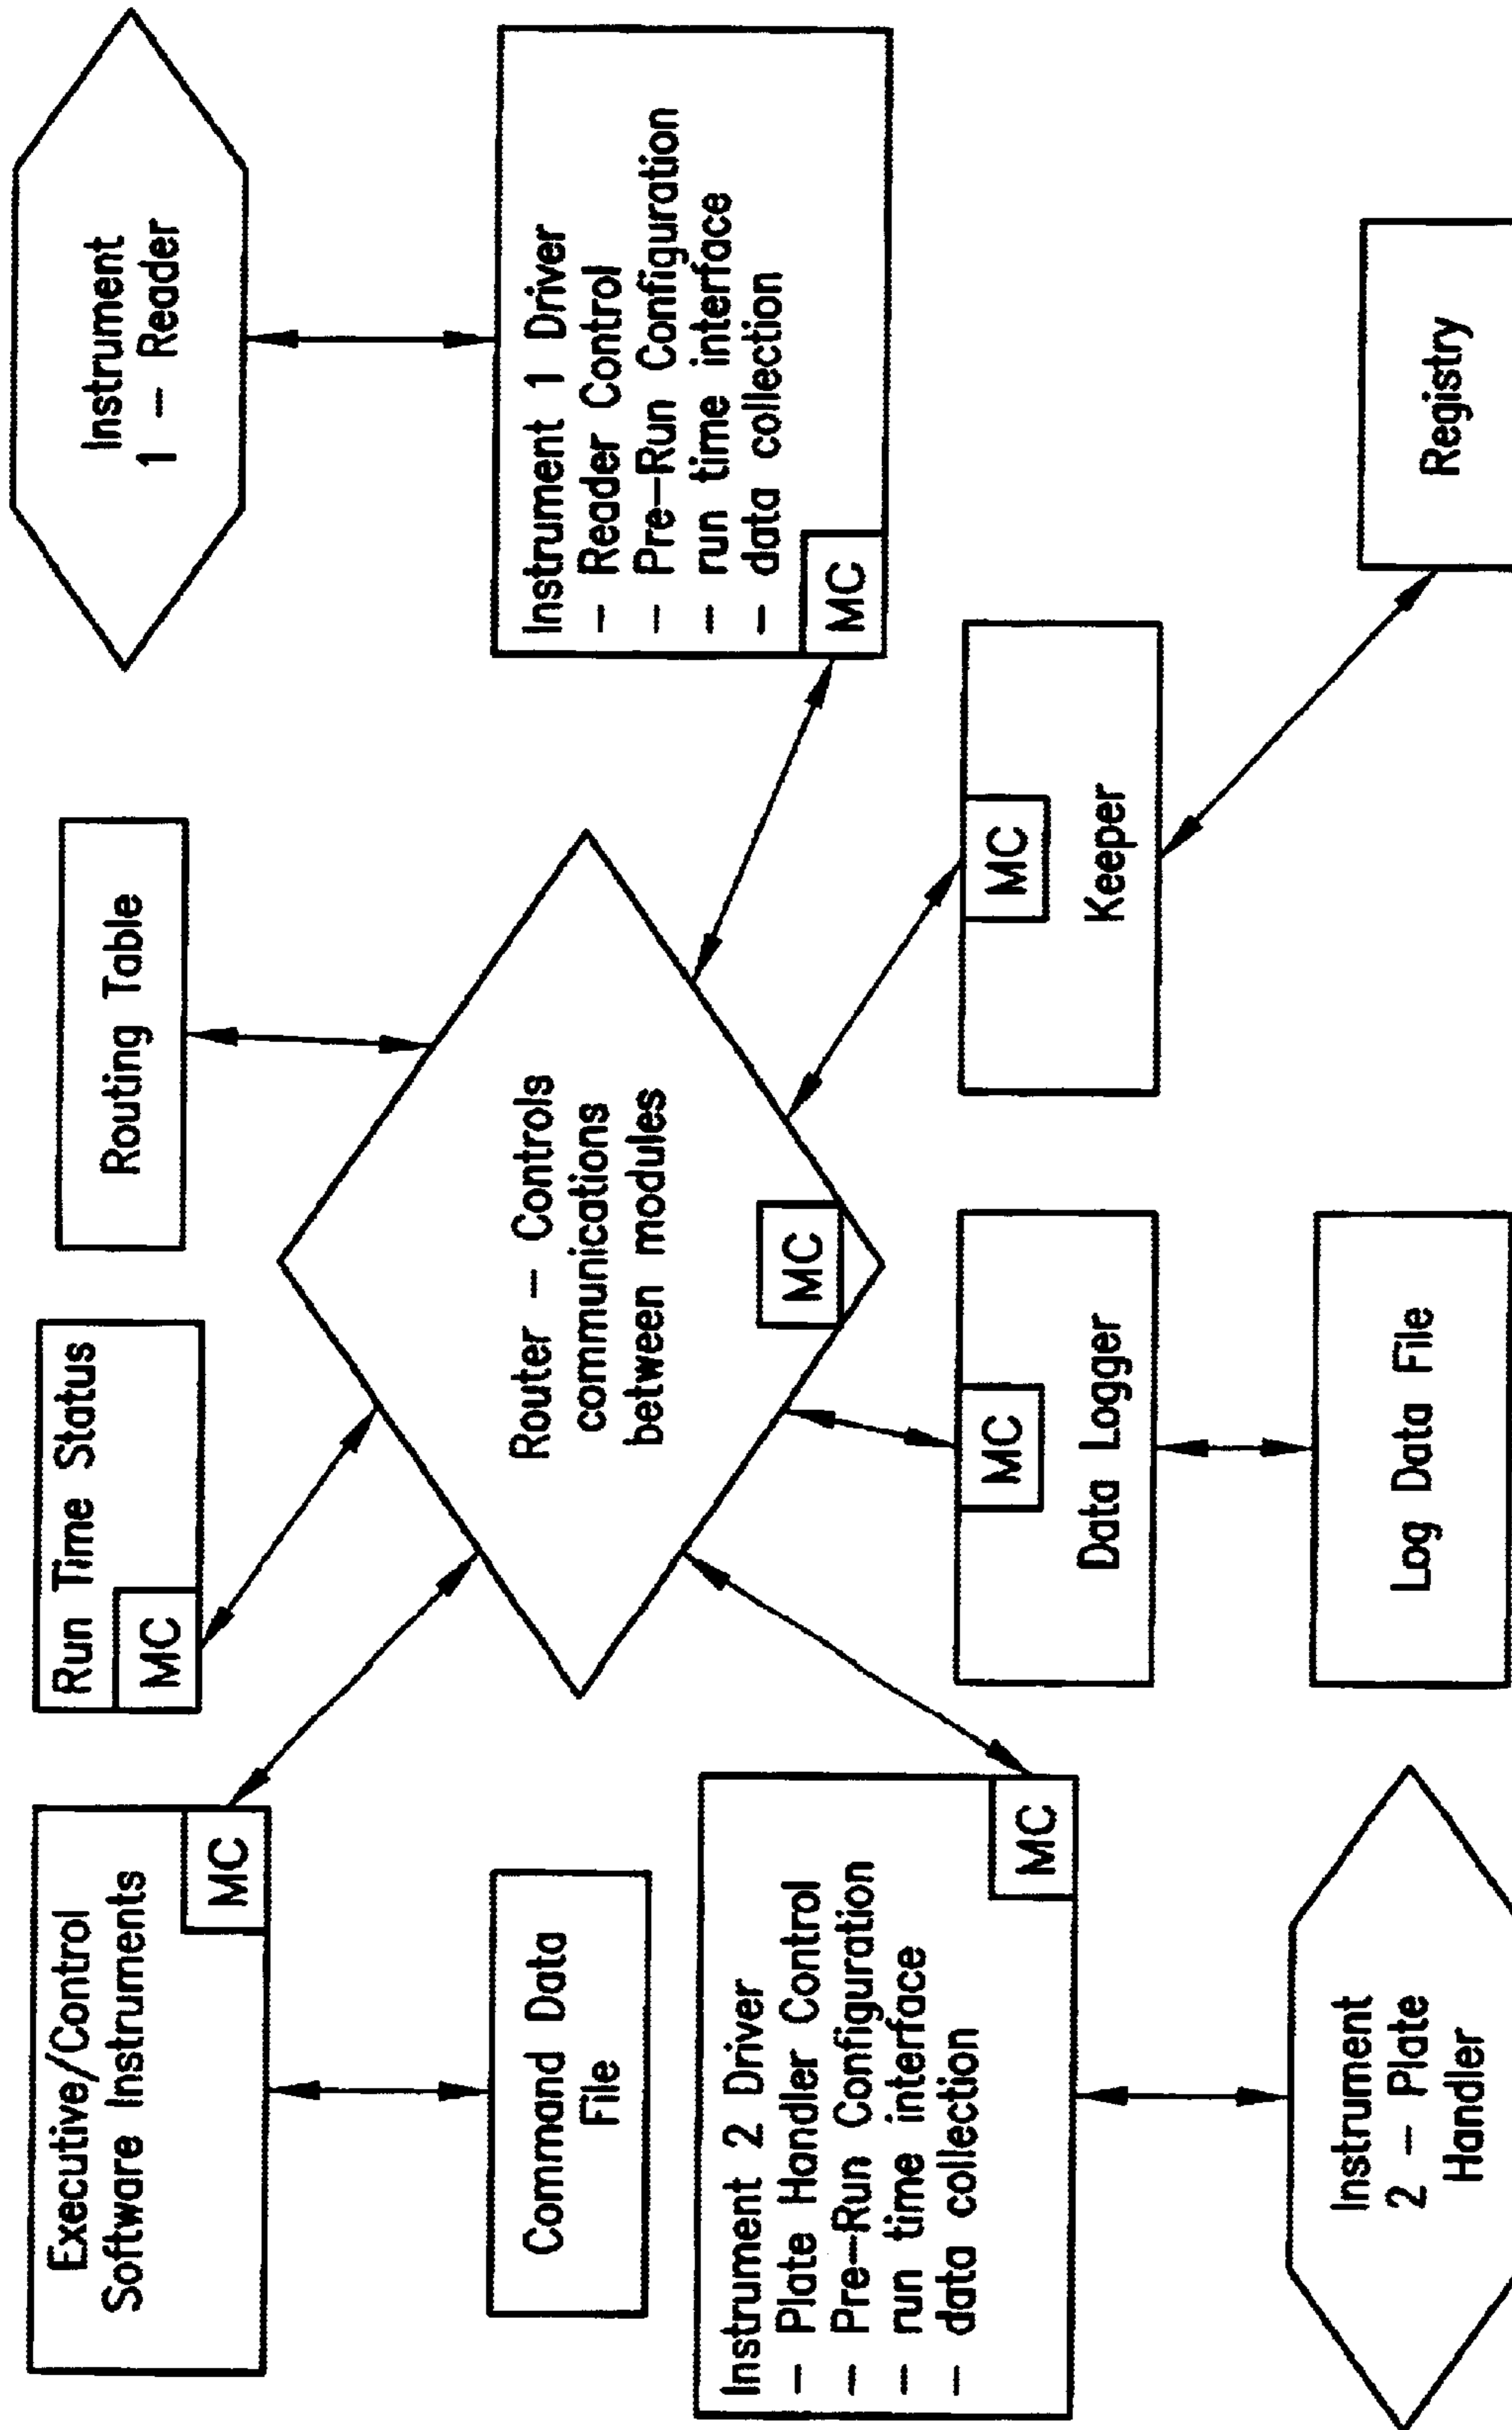 Executive/Control
Software Instruments
MC
Run Time Status
MC
Routing Table
Instrument
1 – Reader
Command Data
File
Router – Controls
communications
between modules
MC
Instrument 1 Driver
– Reader Control
– Pre–Run Configuration
– run time interface
– data collection
MC
Instrument 2 Driver
– Plate Handler Control
– Pre–Run Configuration
– run time interface
– data collection
MC
MC
Data Logger
MC
Keeper
Instrument
2 – Plate
Handler
Log Data File
Registry